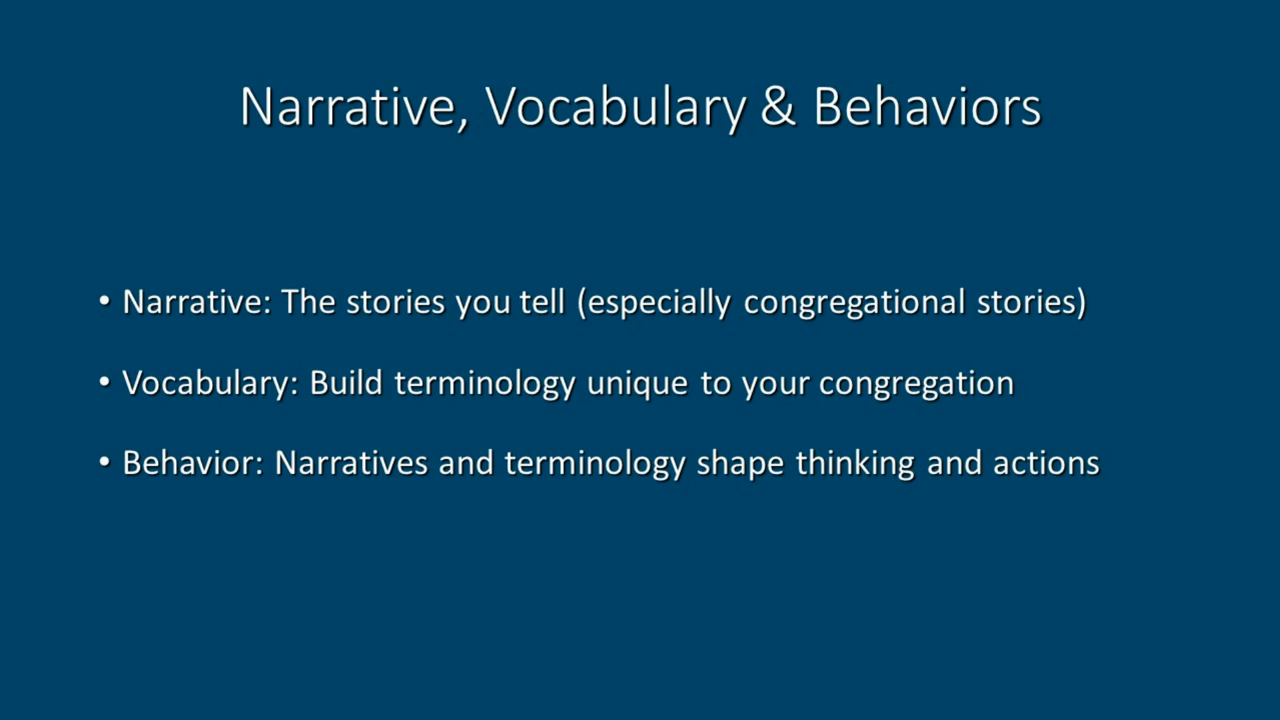 Narrative, Vocabulary & Behaviors
• Narrative: The stories you tell (especially congregational stories)
• Vocabulary: Build terminology unique to your congregation
• Behavior: Narratives and terminology shape thinking and actions